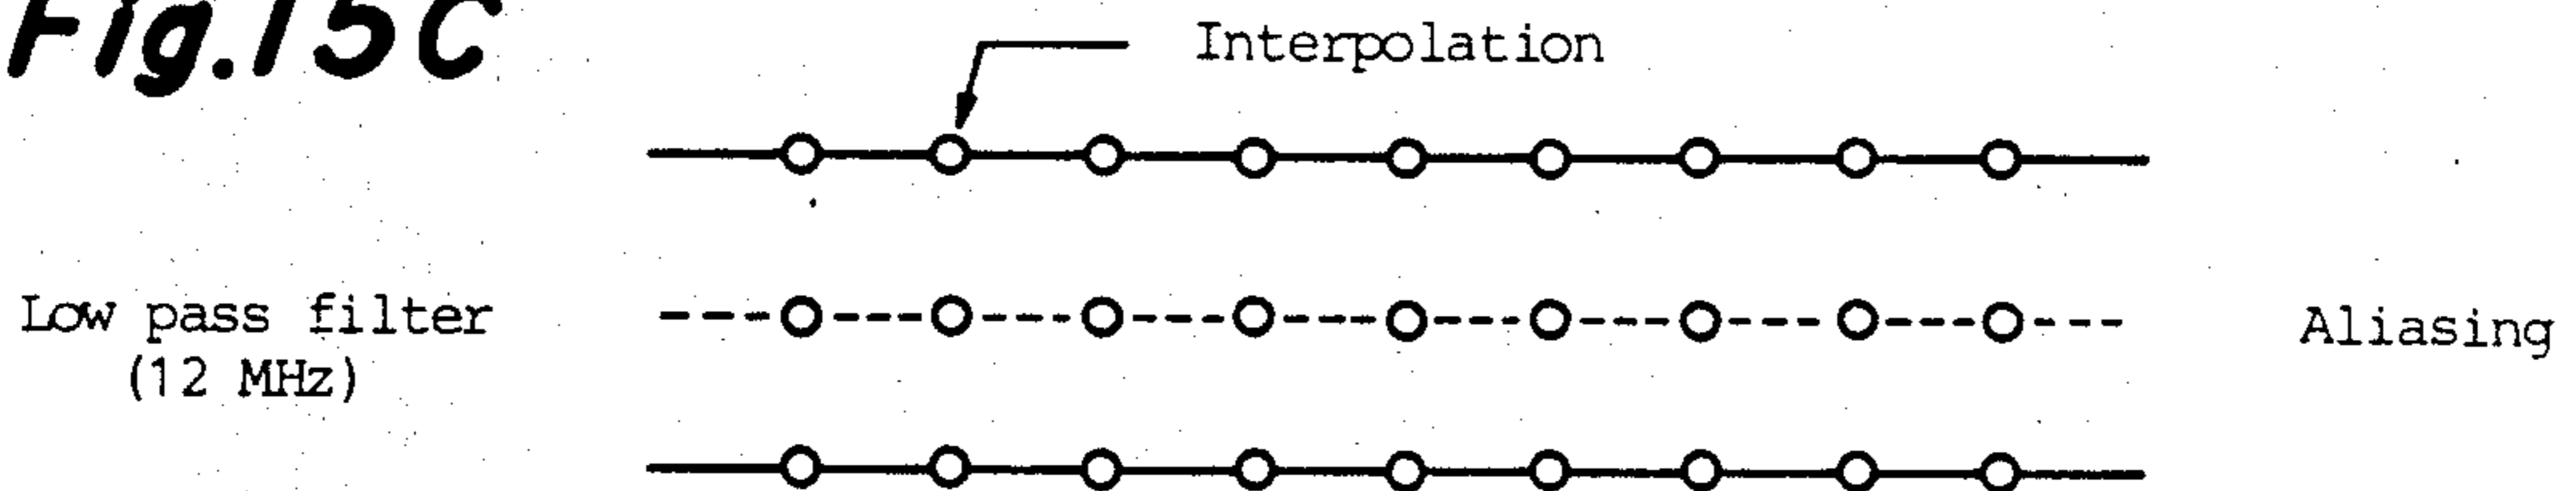 Fig.15C
Interpolation
Low pass filter
(12 MHz)
Aliasing